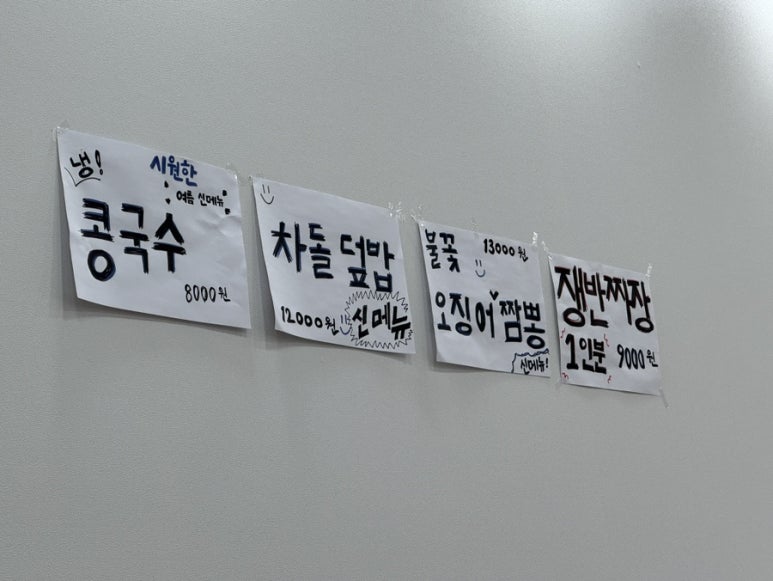 냉!
시원한
여름 신메뉴
콩국수
8000원
차돌 덮밥
12000원
신메뉴
불꽃 13000원
오징어 짬뽕
신메뉴!
쟁반짜장
1인분 9000원